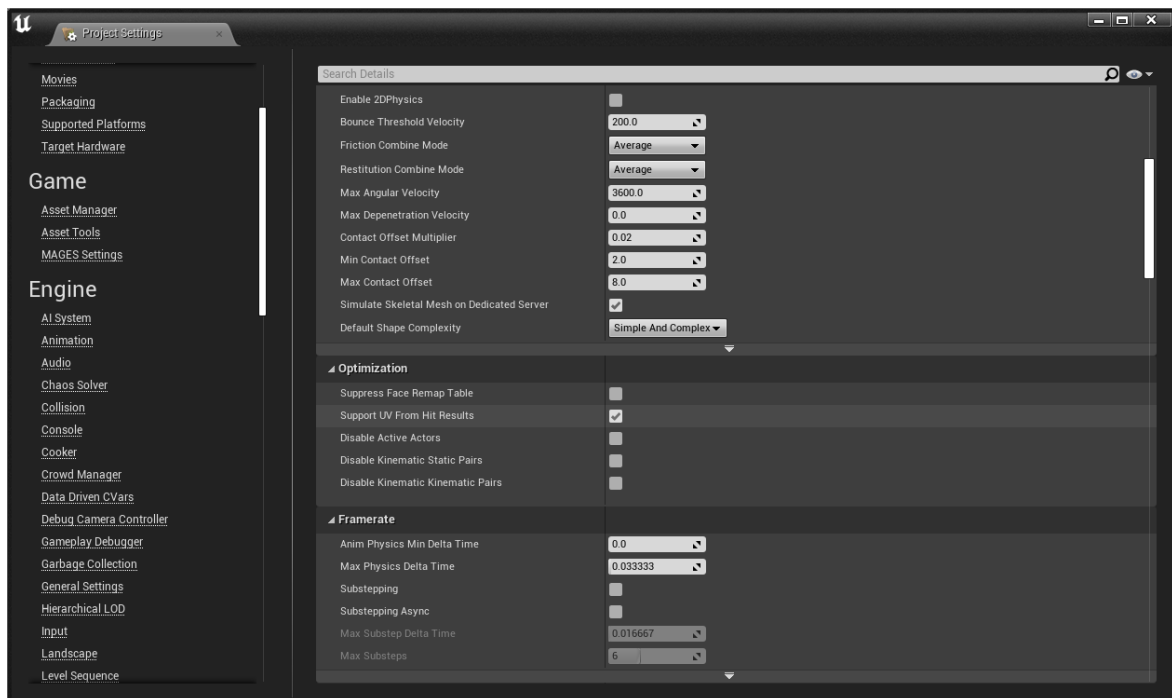 Project Settings
Movies
Packaging
Supported Platforms
Target Hardware
Game
Asset Manager
Asset Tools
MAGES Settings
Engine
AI System
Animation
Audio
Chaos Solver
Collision
Console
Cooker
Crowd Manager
Data Driven CVars
Debug Camera Controller
Gameplay Debugger
Garbage Collection
General Settings
Hierarchical LOD
Input
Landscape
Level Sequence
Search Details
Enable 2DPhysics
Bounce Threshold Velocity 200.0
Friction Combine Mode Average
Restitution Combine Mode Average
Max Angular Velocity 3600.0
Max Depenetration Velocity 0.0
Contact Offset Multiplier 0.02
Min Contact Offset 2.0
Max Contact Offset 8.0
Simulate Skeletal Mesh on Dedicated Server
Default Shape Complexity Simple And Complex
Optimization
Suppress Face Remap Table
Support UV From Hit Results
Disable Active Actors
Disable Kinematic Static Pairs
Disable Kinematic Kinematic Pairs
Framerate
Anim Physics Min Delta Time 0.0
Max Physics Delta Time 0.033333
Substepping
Substepping Async
Max Substep Delta Time 0.016667
Max Substeps 6